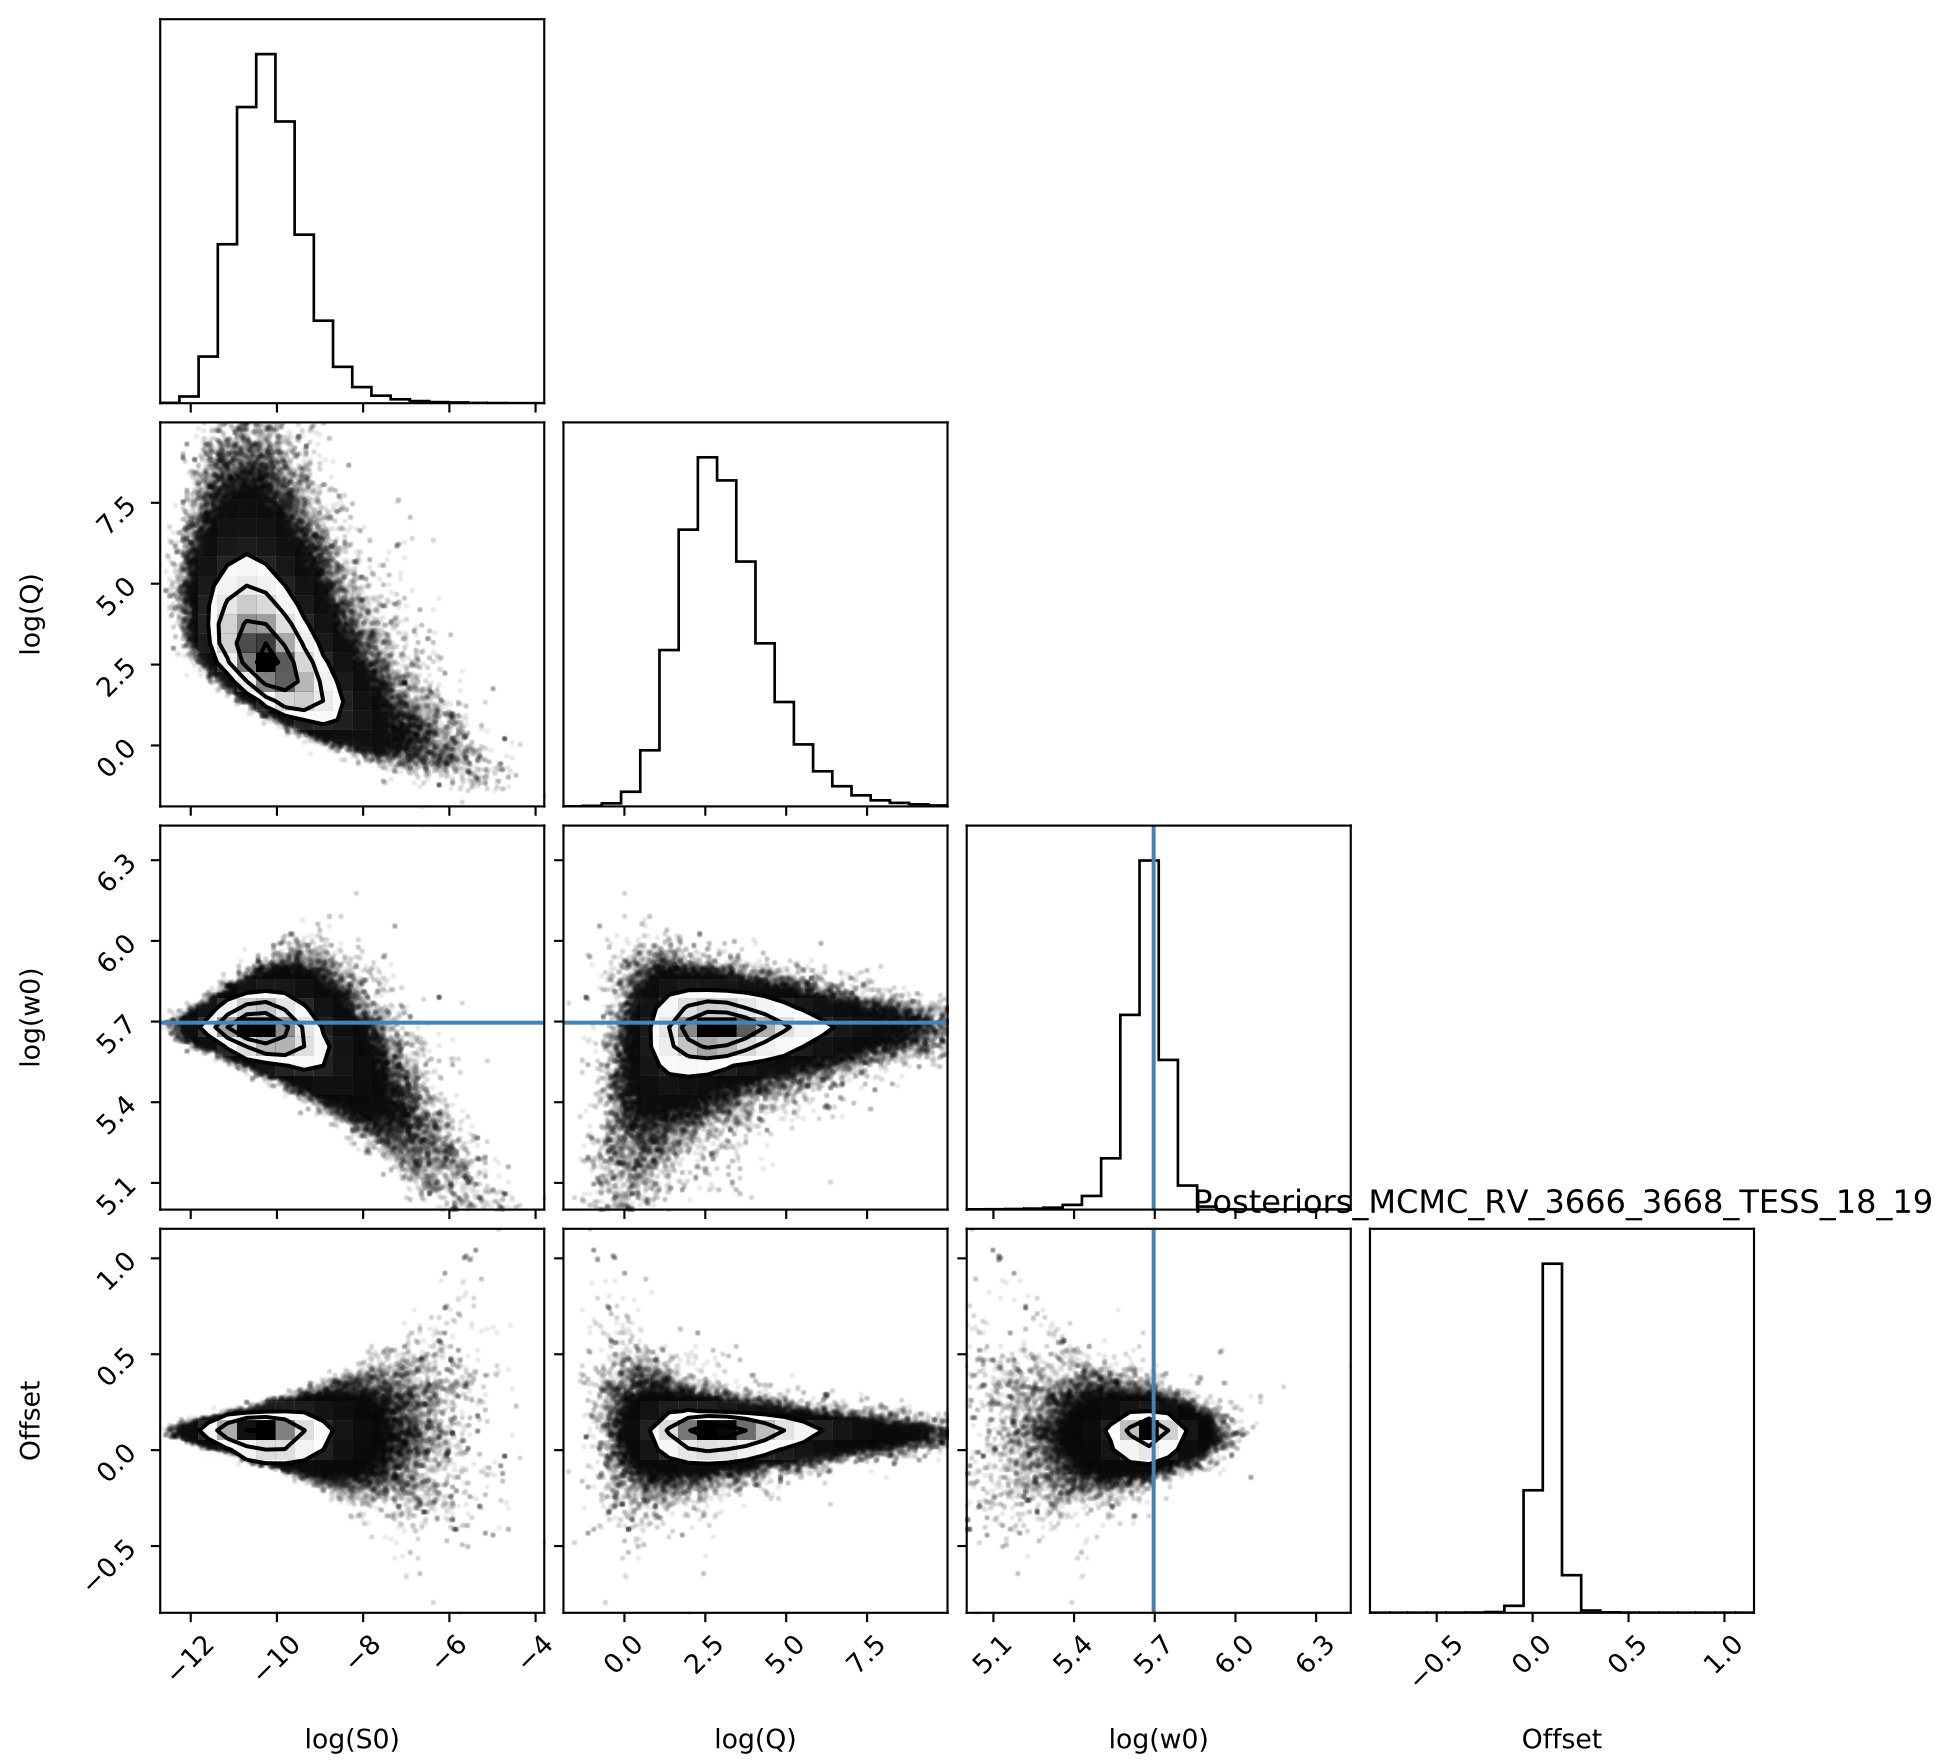 log(Q)
7.5
5.0
2.5
0.0
log(w0)
6.3
6.0
5.7
5.4
5.1
Posteriors_MCMC_RV_3666_3668_TESS_18_19
Offset
1.0
0.5
0.0
−0.5
−12 −10 −8 −6 −4 0.0 2.5 5.0 7.5 5.1 5.4 5.7 6.0 6.3 −0.5 0.0 0.5 1.0
log(S0) log(Q) log(w0) Offset